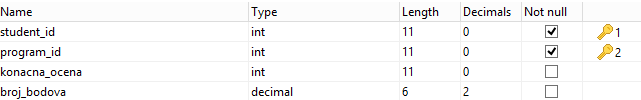 Name Type Length Decimals Not null
student_id int 11 0 1
program_id int 11 0 2
konacna_ocena int 11 0
broj_bodova decimal 6 2